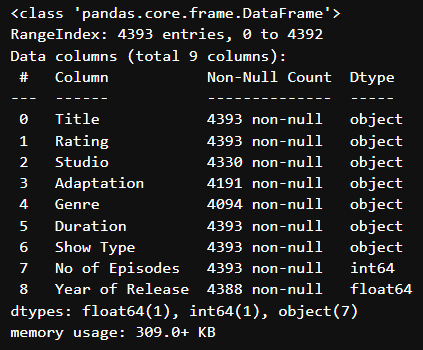 <class 'pandas.core.frame.DataFrame'>
RangeIndex: 4393 entries, 0 to 4392
Data columns (total 9 columns):
 #   Column           Non-Null Count  Dtype
---  ------           --------------  -----
 0   Title            4393 non-null   object
 1   Rating           4393 non-null   object
 2   Studio           4330 non-null   object
 3   Adaptation       4191 non-null   object
 4   Genre            4094 non-null   object
 5   Duration         4393 non-null   object
 6   Show Type        4393 non-null   object
 7   No of Episodes   4393 non-null   int64
 8   Year of Release  4388 non-null   float64
dtypes: float64(1), int64(1), object(7)
memory usage: 309.0+ KB